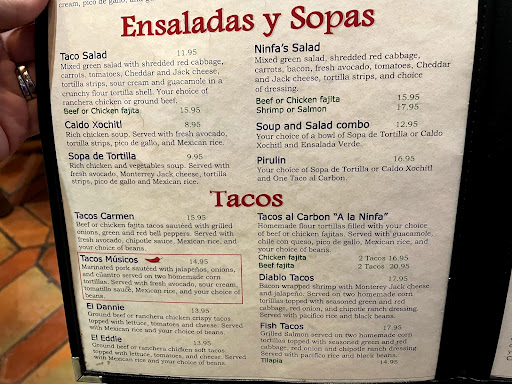 cream, pico de gallo, and
Ensaladas y Sopas
Taco Salad 11.95
Mixed green salad with shredded red cabbage,
carrots, tomatoes, Cheddar and Jack cheese,
tortilla strips, sour cream and guacamole in a
crunchy flour tortilla shell. Your choice of
ranchera chicken or ground beef.
Beef or Chicken fajita 15.95
Caldo Xochitl 8.95
Rich chicken soup. Served with fresh avocado,
tortilla strips, pico de gallo, and Mexican rice.
Sopa de Tortilla 9.95
Rich chicken and vegetables soup. Served with
fresh avocado, Monterrey Jack cheese, tortilla
strips, pico de gallo and Mexican rice.
Ninfa's Salad
Mixed green salad, shredded red cabbage,
carrots, bacon, fresh avocado, tomatoes, Cheddar
and Jack cheese, tortilla strips, and choice
of dressing.
Beef or Chicken fajita 15.95
Shrimp or Salmon 17.95
Soup and Salad combo 12.95
Your choice of a bowl of Sopa de Tortilla or Caldo
Xochitl and Ensalada Verde.
Pirulin 16.95
Your choice of Sopa de Tortilla or Caldo Xochitl
and One Taco al Carbon.
Tacos
Tacos Carmen 15.95
Beef or chicken fajita tacos sautéed with grilled
onions, green and red bell peppers. Served with
fresh avocado, chipotle sauce, Mexican rice, and
your choice of beans.
Tacos Músicos 14.95
Marinated pork sautéed with jalapeños, onions,
and cilantro served on two homemade corn
tortillas. Served with fresh avocado, sour cream,
tomatillo sauce, Mexican rice, and your choice of
beans.
El Dannie 13.95
Ground beef or ranchera chicken crispy tacos
topped with lettuce, tomatoes and cheese. Served
with Mexican rice and your choice of beans.
El Eddie 13.95
Ground beef or ranchera chicken soft tacos
topped with lettuce, tomatoes, and cheese. Served with
Mexican rice and your choice of beans.
Tacos al Carbon "A la Ninfa"
Homemade flour tortillas filled with your choice
of beef or chicken fajitas. Served with guacamole,
chile con queso, pico de gallo, Mexican rice, and
your choice of beans.
Chicken fajita 2 Tacos 16.95
Beef fajita 2 Tacos 20.95
Diablo Tacos 17.95
Bacon wrapped shrimp with Monterey Jack cheese
and jalapeño. Served on two homemade corn
tortillas topped with seasoned green and red
cabbage, red onion, and chipotle ranch dressing
Served with pacifico rice and black beans.
Fish Tacos 17.95
Grilled Salmon served on two homemade corn
tortillas topped with seasoned green and red
cabbage, red onion and chipotle ranch dressing
Served with pacifico rice and black beans.
Tilapia 14.95